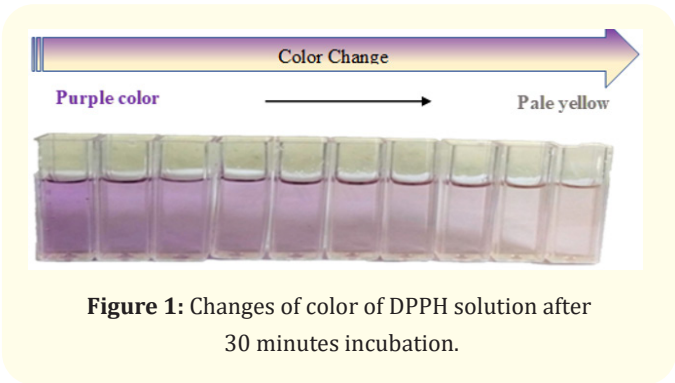 Color Change
Purple color
Pale yellow
Figure 1: Changes of color of DPPH solution after
30 minutes incubation.